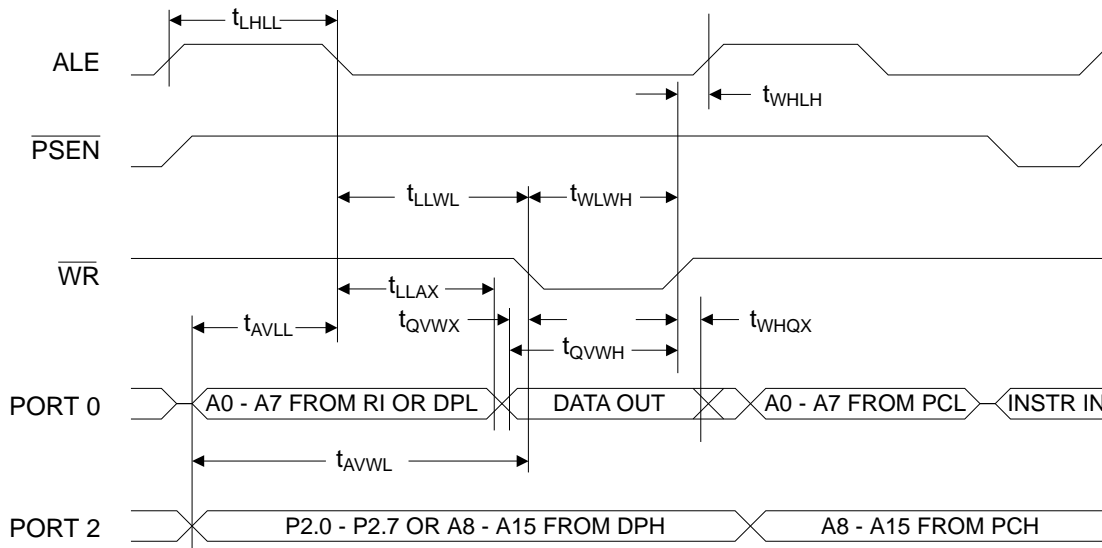 tLHLL
ALE
tWHLH
PSEN
tLLWL
tWLWH
WR
tLLAX
tQVWX
tWHQX
tAVLL
tQVWH
PORT 0
A0 - A7 FROM RI OR DPL
DATA OUT
A0 - A7 FROM PCL
INSTR IN
tAVWL
PORT 2
P2.0 - P2.7 OR A8 - A15 FROM DPH
A8 - A15 FROM PCH